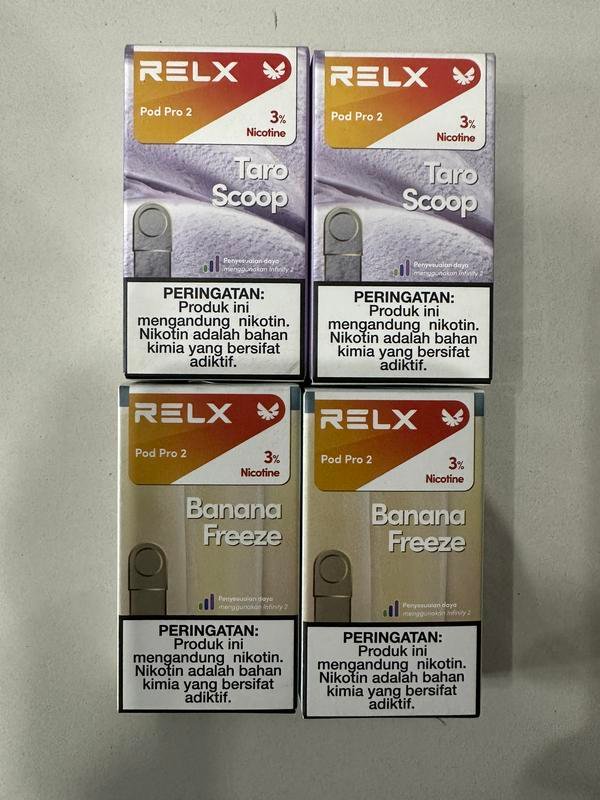 RELX
Pod Pro 2
3%
Nicotine
Taro
Scoop
Penyesuaian daya
menggunakan Infinity 2
PERINGATAN:
Produk ini
mengandung nikotin.
Nikotin adalah bahan
kimia yang bersifat
adiktif.
RELX
Pod Pro 2
3%
Nicotine
Taro
Scoop
Penyesuaian daya
menggunakan Infinity 2
PERINGATAN:
Produk ini
mengandung nikotin.
Nikotin adalah bahan
kimia yang bersifat
adiktif.
RELX
Pod Pro 2
3%
Nicotine
Banana
Freeze
Penyesuaian daya
menggunakan Infinity 2
PERINGATAN:
Produk ini
mengandung nikotin.
Nikotin adalah bahan
kimia yang bersifat
adiktif.
RELX
Pod Pro 2
3%
Nicotine
Banana
Freeze
Penyesuaian daya
menggunakan Infinity 2
PERINGATAN:
Produk ini
mengandung nikotin.
Nikotin adalah bahan
kimia yang bersifat
adiktif.